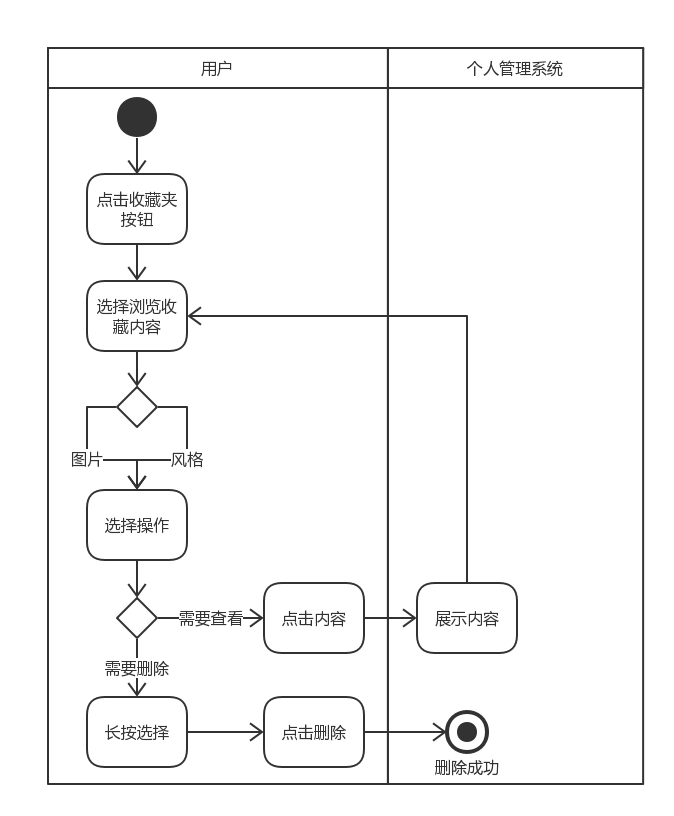 用户
个人管理系统
点击收藏夹
按钮
选择浏览收
藏内容
图片
风格
选择操作
需要查看
点击内容
展示内容
需要删除
长按选择
点击删除
删除成功